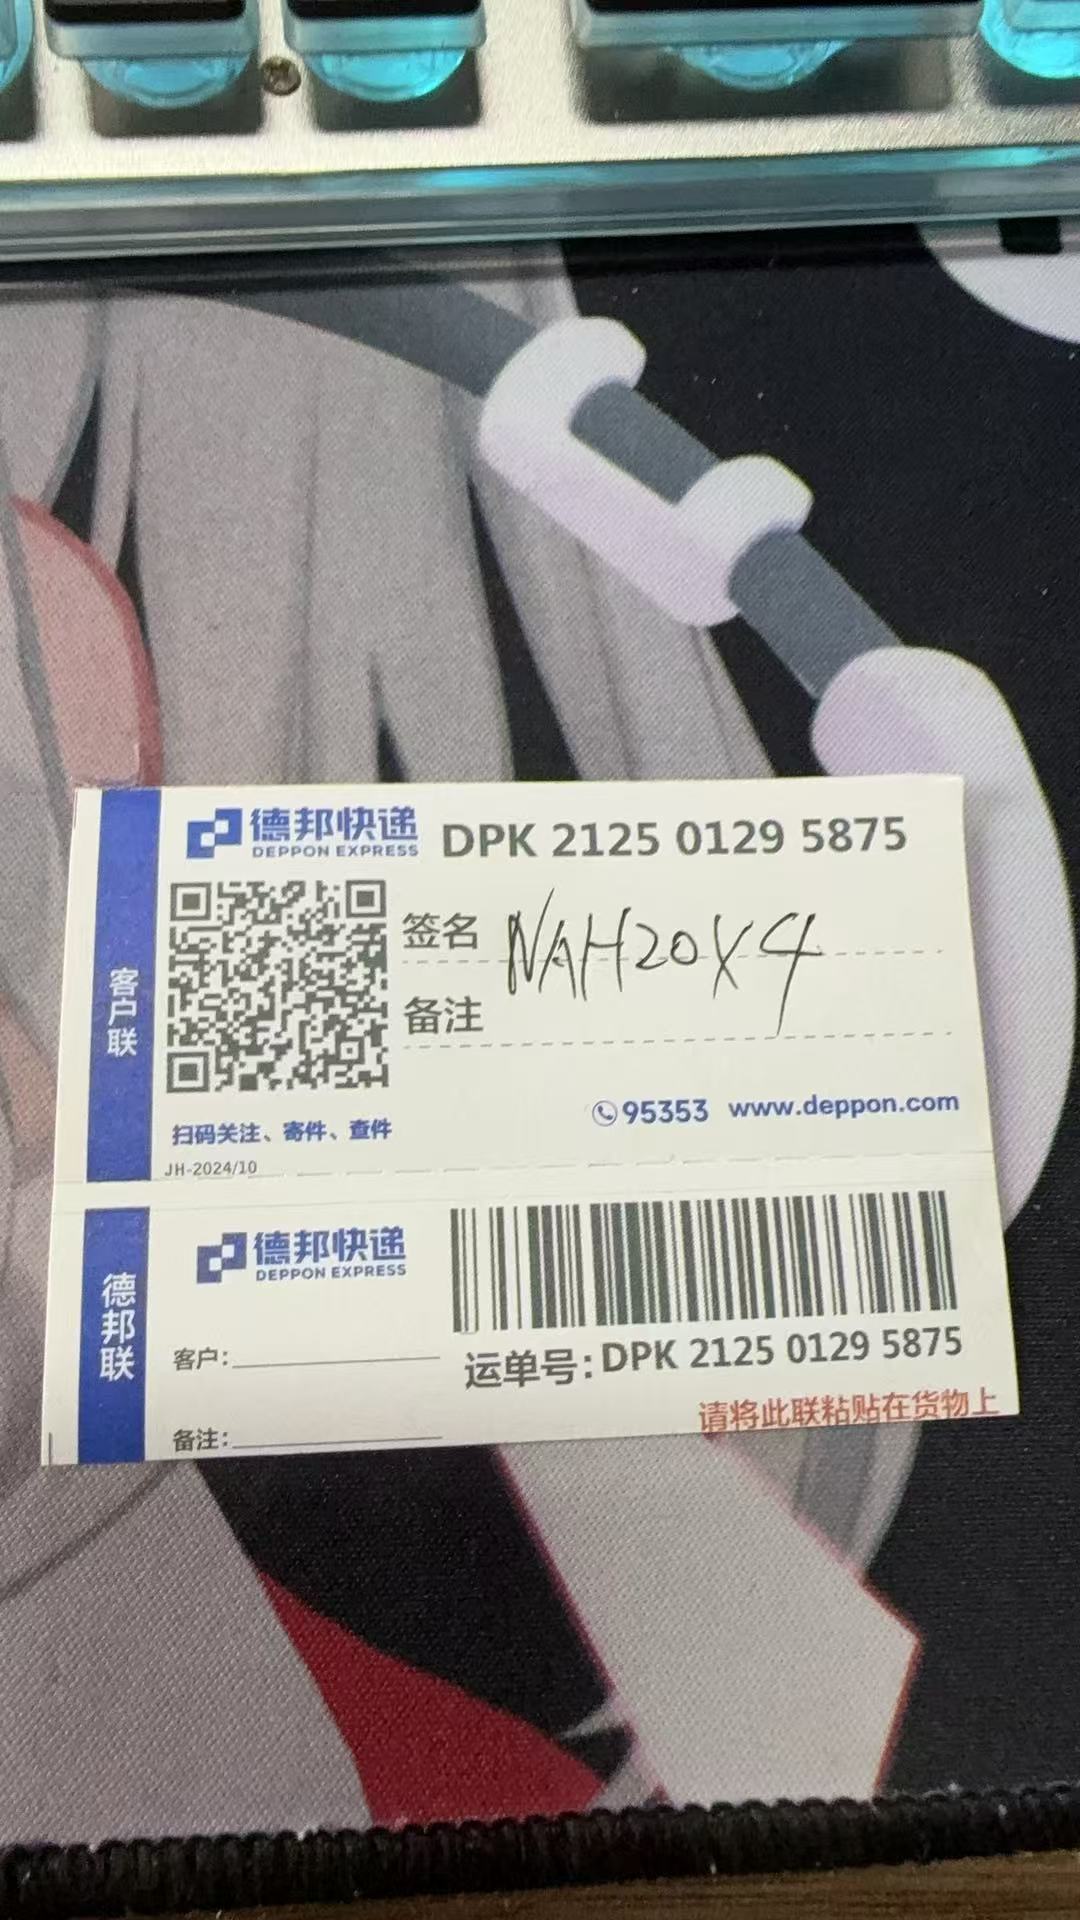 德邦快递
DEPPON EXPRESS
DPK 2125 0129 5875
客户联
签名 NAH20X4
备注
扫码关注、寄件、查件
95353 www.deppon.com
JH-2024/10
德邦联
德邦快递
DEPPON EXPRESS
客户:
运单号:DPK 2125 0129 5875
备注:
请将此联粘贴在货物上